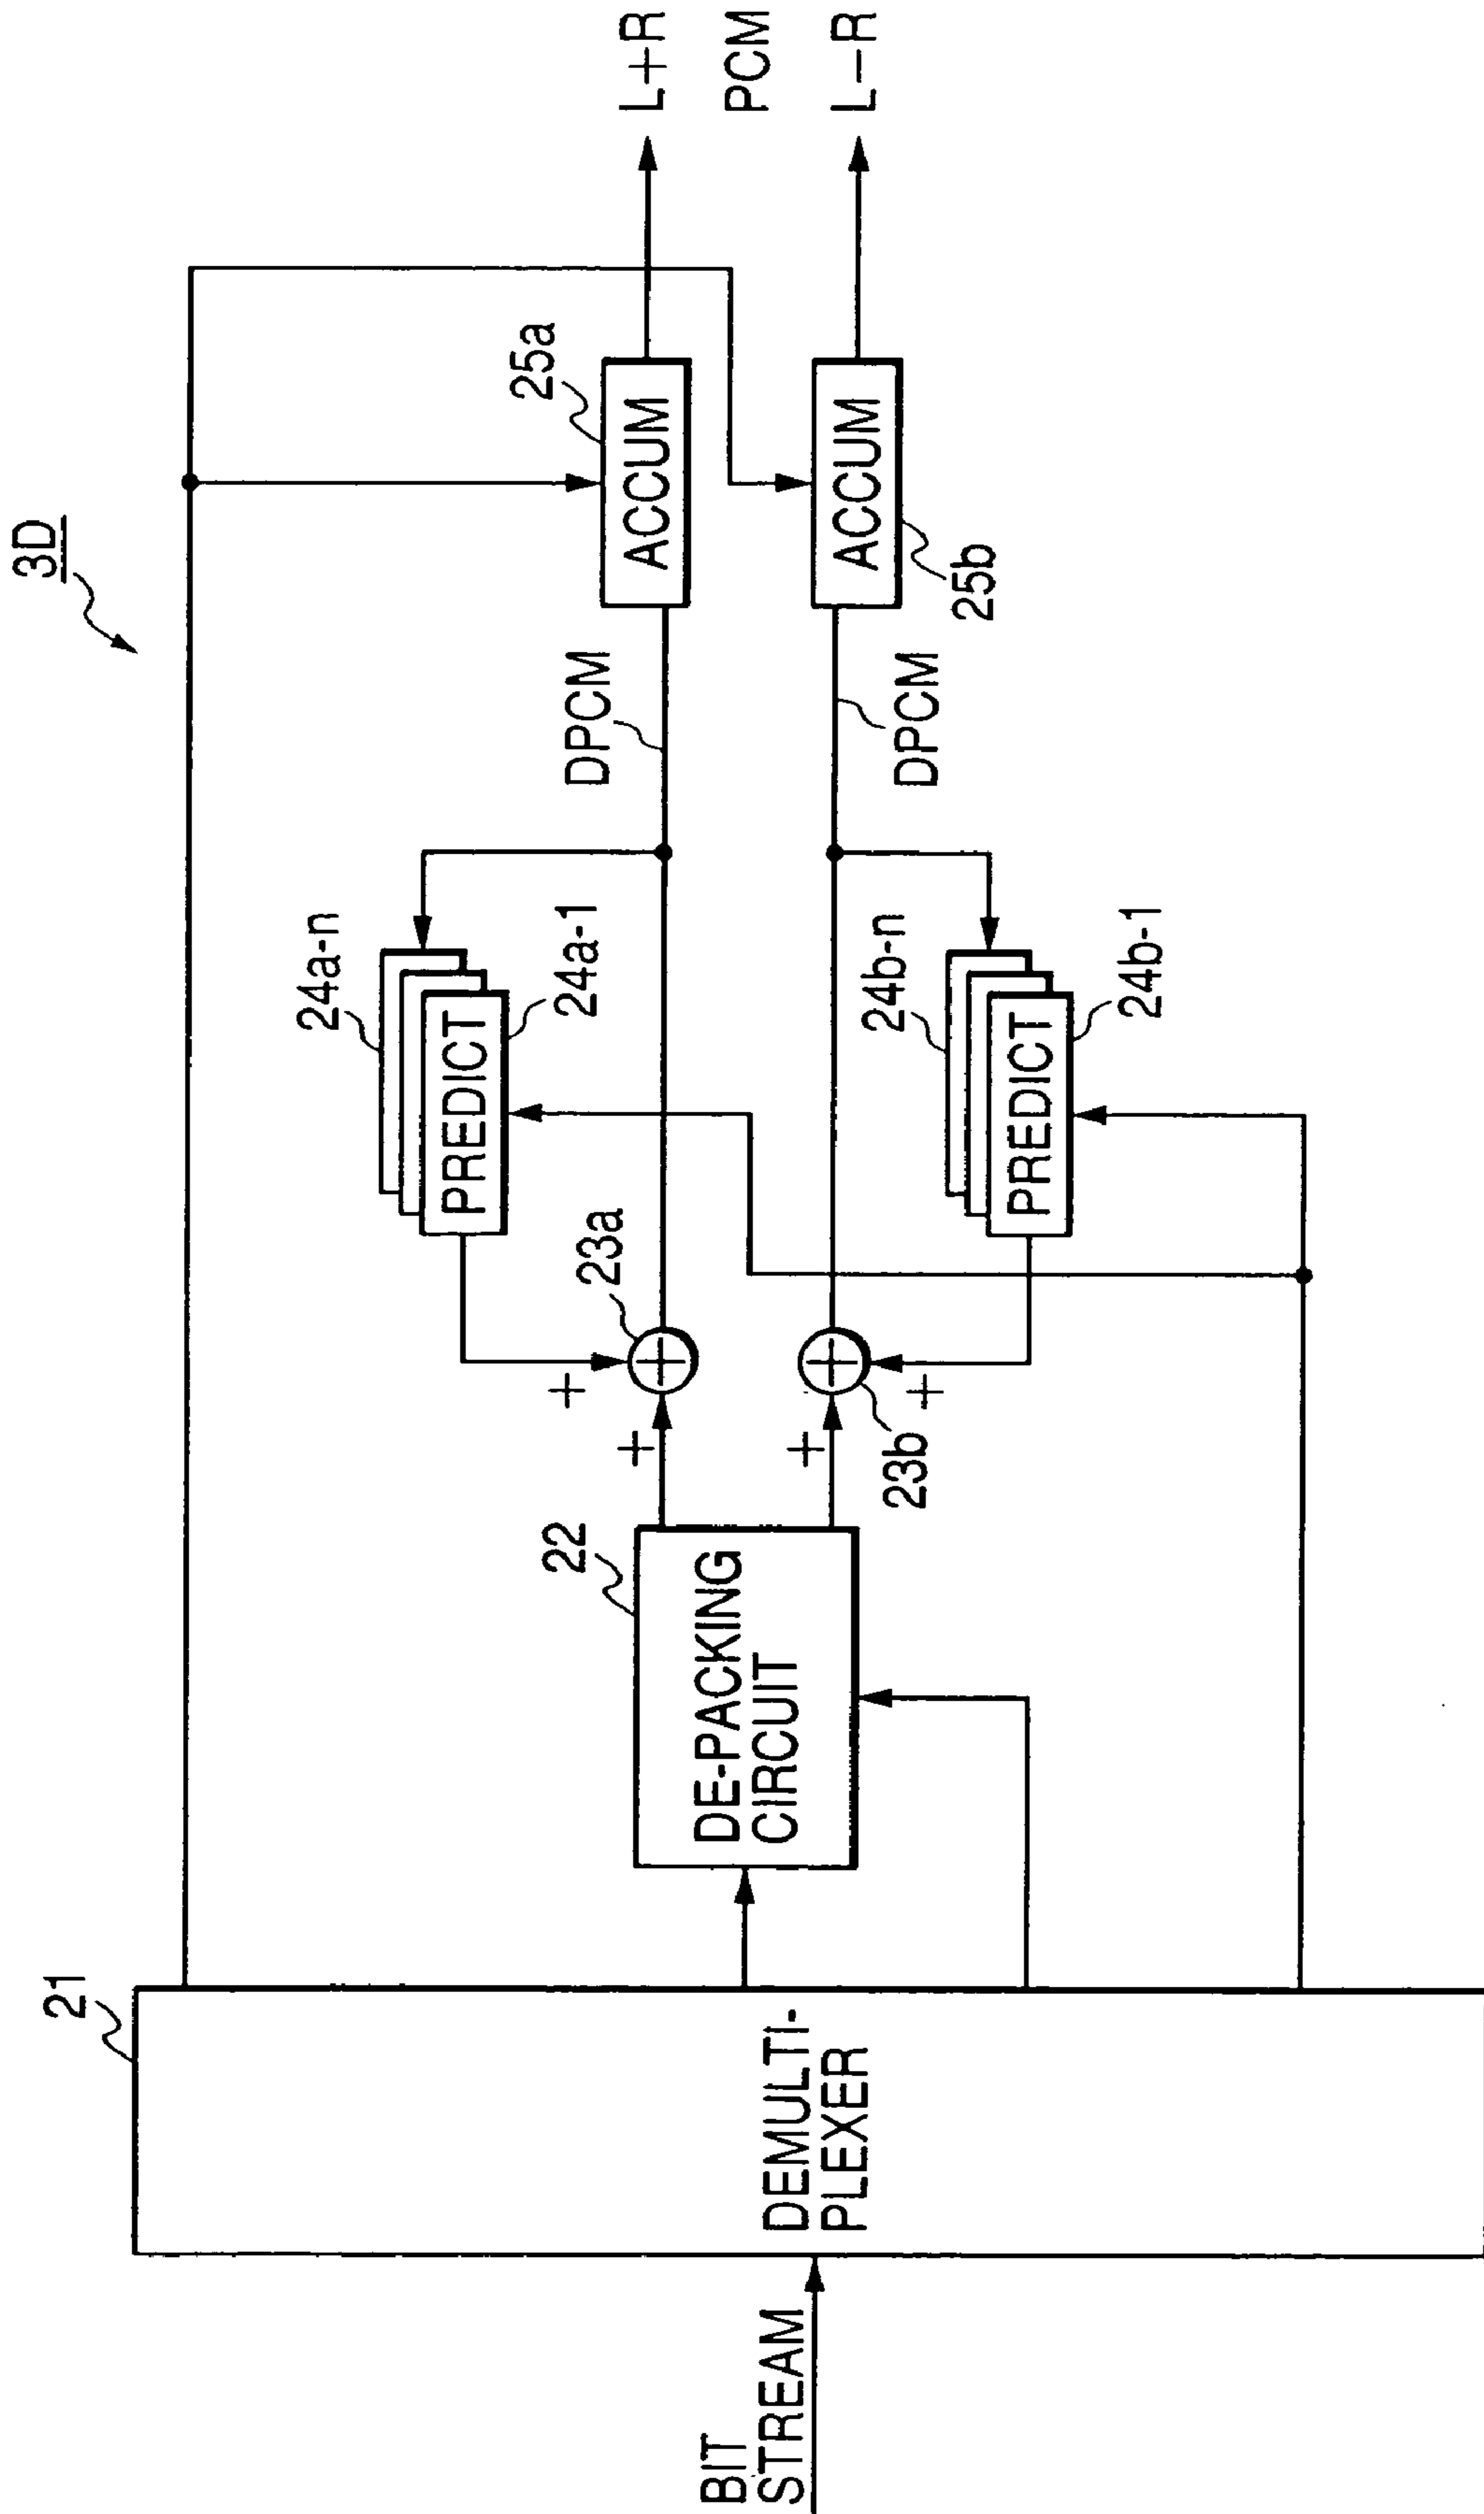 3D
21
BIT
STREAM
DEMULTI-
PLEXER
22
DE-PACKING
CIRCUIT
+
+
23a
+
+
23b
24a-n
PREDICT
24a-1
24b-n
PREDICT
24b-1
DPCM
DPCM
25a
ACCUM
ACCUM
25b
L+R
PCM
L-R